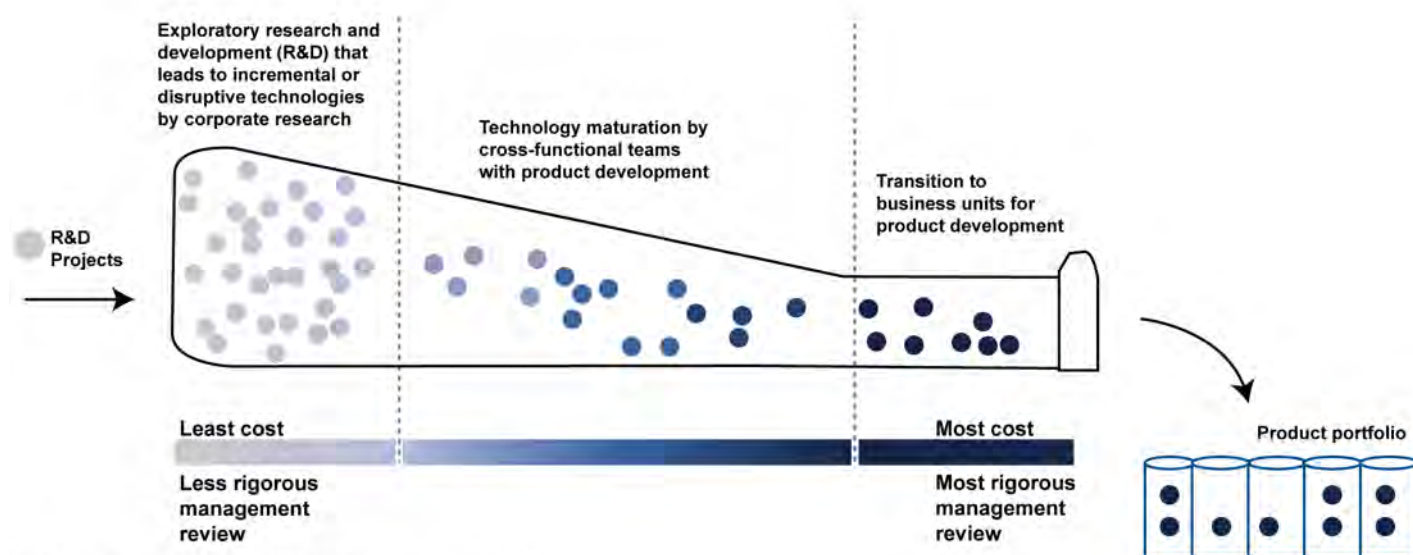 Exploratory research and
development (R&D) that
leads to incremental or
disruptive technologies
by corporate research
Technology maturation by
cross-functional teams
with product development
Transition to
business units for
product development
R&D
Projects
Least cost
Most cost
Less rigorous
management
review
Most rigorous
management
review
Product portfolio